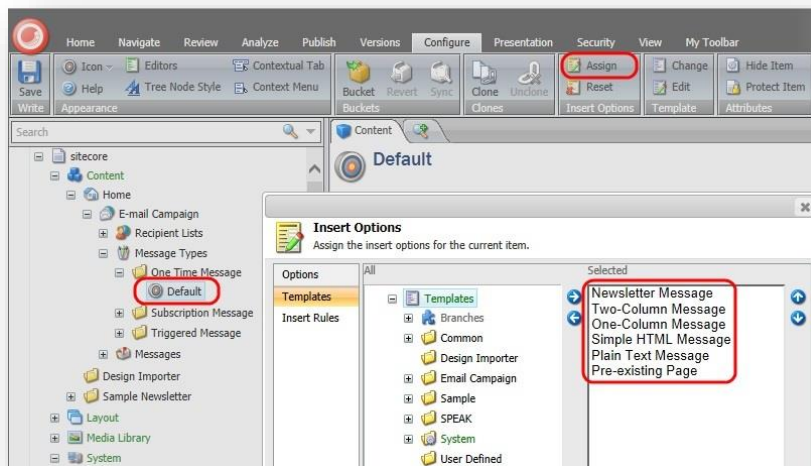 Home Navigate Review Analyze Publish Versions Configure Presentation Security View My Toolbar
Save
Write
Icon
Help
Editors
Tree Node Style
Contextual Tab
Context Menu
Appearance
Bucket
Revert
Sync
Buckets
Clone
Unclone
Clones
Assign
Reset
Insert Options
Change
Edit
Template
Hide Item
Protect Item
Attributes
Search
Content
sitecore
Content
Home
E-mail Campaign
Recipient Lists
Message Types
One Time Message
Default
Subscription Message
Triggered Message
Messages
Design Importer
Sample Newsletter
Layout
Media Library
System
Default
Insert Options
Assign the insert options for the current item.
Options
Templates
Insert Rules
All
Templates
Branches
Common
Design Importer
Email Campaign
Sample
SPEAK
System
User Defined
Selected
Newsletter Message
Two-Column Message
One-Column Message
Simple HTML Message
Plain Text Message
Pre-existing Page